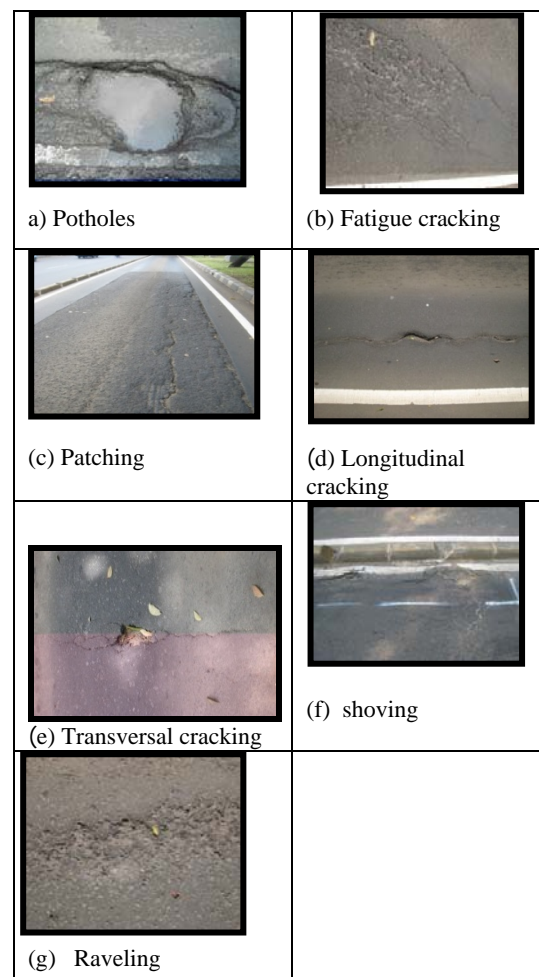 a) Potholes
(b) Fatigue cracking
(c) Patching
(d) Longitudinal
cracking
(e) Transversal cracking
(f) shoving
(g) Raveling